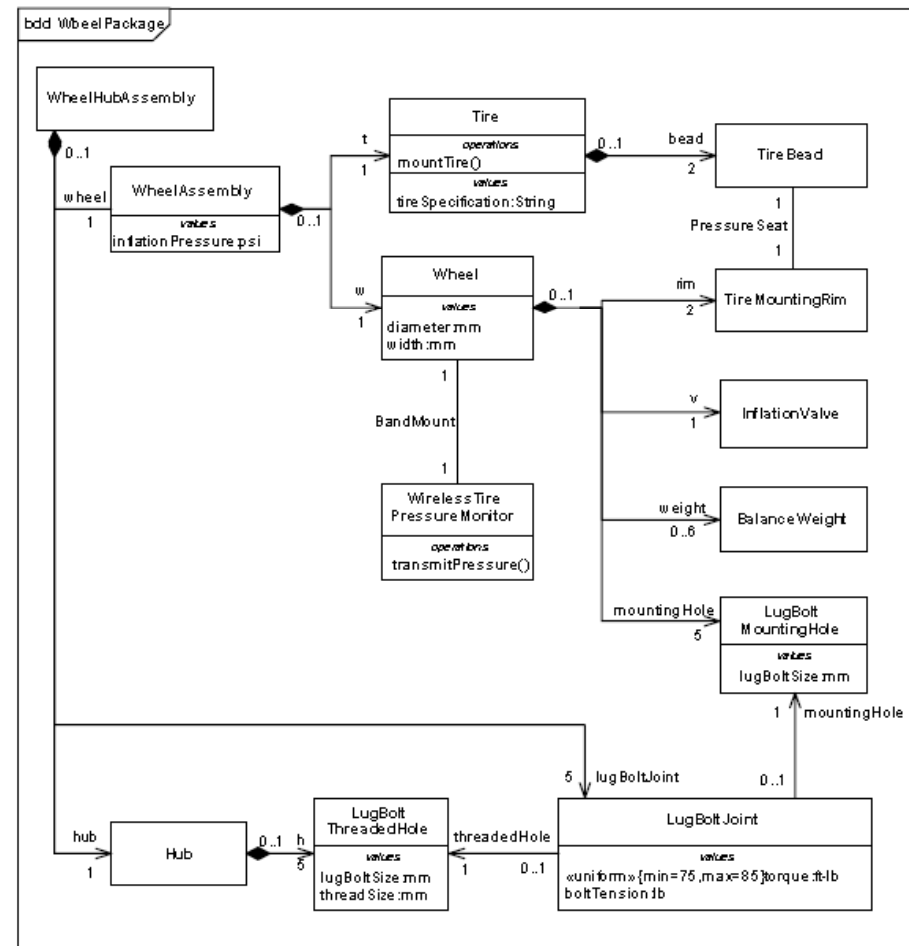 bdd WheelPackage
WheelHubAssembly
0..1
wheel
1
WheelAssembly
values
inflationPressure:psi
0..1
t
1
Tire
operations
mountTire()
values
tireSpecification:String
0..1
bead
2
TireBead
1
PressureSeat
1
TireMountingRim
w
1
Wheel
values
diameter:mm
width:mm
0..1
rim
2
1
BandMount
1
v
1
InflationValve
WirelessTire
PressureMonitor
operations
transmitPressure()
weight
0..6
BalanceWeight
mountingHole
5
LugBolt
MountingHole
values
lugBoltSize:mm
1 mountingHole
0..1
5 lugBoltJoint
hub
1
Hub
0..1
h
5
LugBolt
ThreadedHole
values
lugBoltSize:mm
threadSize:mm
threadedHole
1
0..1
LugBoltJoint
values
«uniform»{min=75,max=85}torque:ft-lb
boltTension:lb